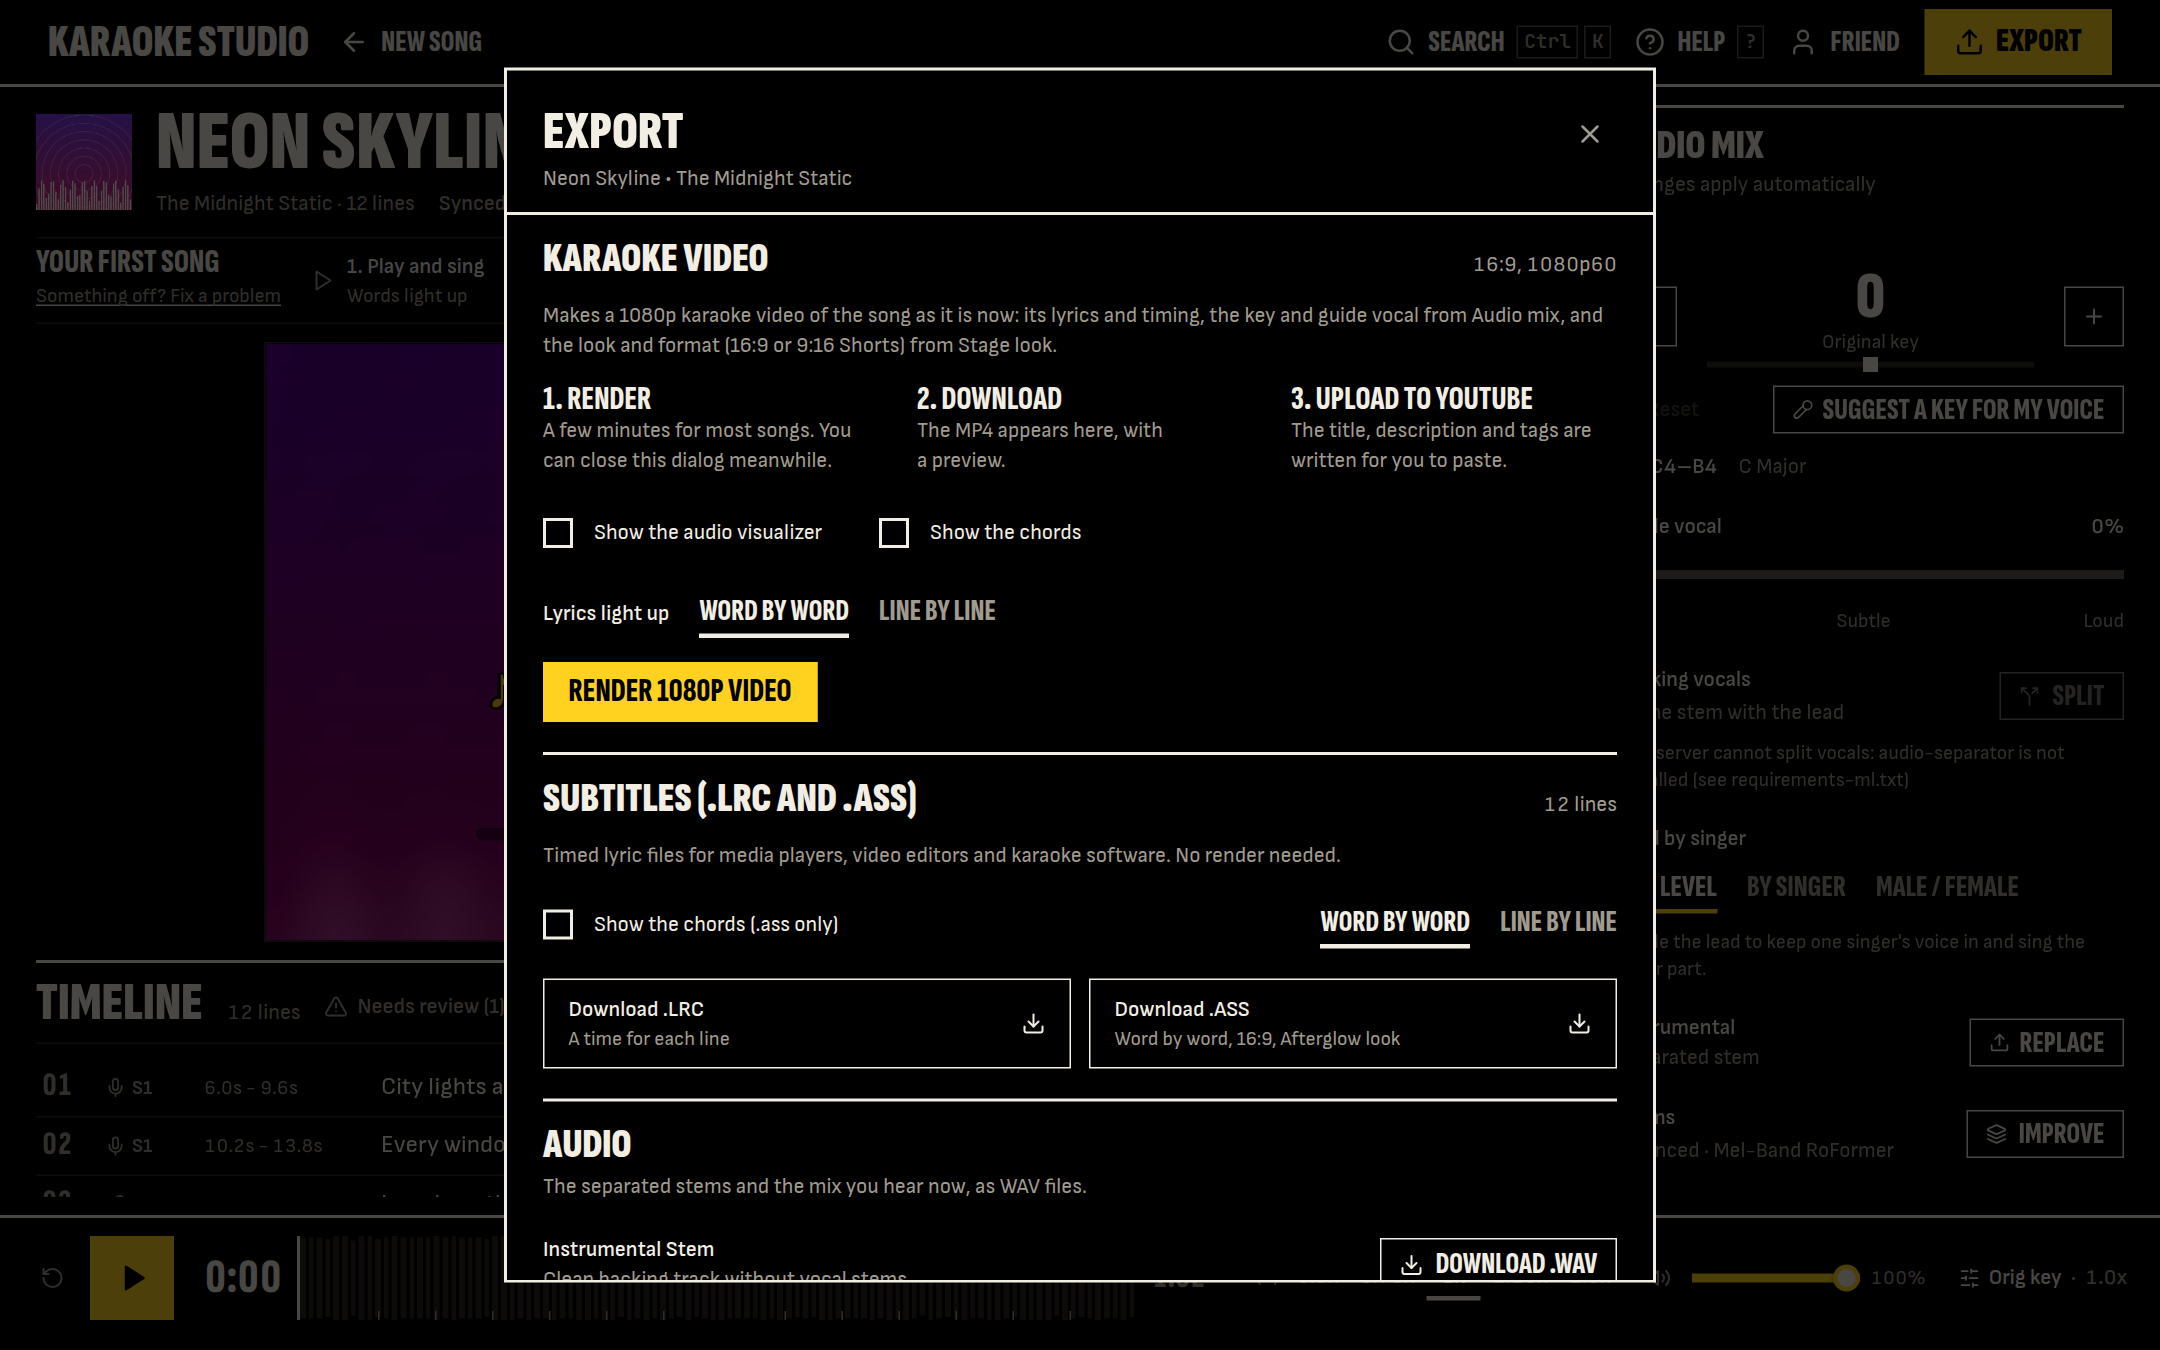 KARAOKE STUDIO
NEW SONG
SEARCH Ctrl K
HELP ?
FRIEND
EXPORT
NEON SKYLIN
The Midnight Static · 12 lines Synced
YOUR FIRST SONG
Something off? Fix a problem
1. Play and sing
Words light up
EXPORT
Neon Skyline • The Midnight Static
KARAOKE VIDEO
16:9, 1080p60
Makes a 1080p karaoke video of the song as it is now: its lyrics and timing, the key and guide vocal from Audio mix, and
the look and format (16:9 or 9:16 Shorts) from Stage look.
1. RENDER
A few minutes for most songs. You
can close this dialog meanwhile.
2. DOWNLOAD
The MP4 appears here, with
a preview.
3. UPLOAD TO YOUTUBE
The title, description and tags are
written for you to paste.
Show the audio visualizer
Show the chords
Lyrics light up WORD BY WORD LINE BY LINE
RENDER 1080P VIDEO
SUBTITLES (.LRC AND .ASS)
12 lines
Timed lyric files for media players, video editors and karaoke software. No render needed.
Show the chords (.ass only)
WORD BY WORD LINE BY LINE
Download .LRC
A time for each line
Download .ASS
Word by word, 16:9, Afterglow look
AUDIO
The separated stems and the mix you hear now, as WAV files.
Instrumental Stem
Clean backing track without vocal stems
DOWNLOAD .WAV
DIO MIX
nges apply automatically
0
Original key
eset
SUGGEST A KEY FOR MY VOICE
C4–B4 C Major
e vocal 0%
Subtle Loud
king vocals
ne stem with the lead
SPLIT
server cannot split vocals: audio-separator is not
lled (see requirements-ml.txt)
l by singer
LEVEL BY SINGER MALE / FEMALE
le the lead to keep one singer's voice in and sing the
r part.
rumental
arated stem
REPLACE
ns
nced · Mel-Band RoFormer
IMPROVE
TIMELINE 12 lines Needs review (1)
01 S1 6.0s - 9.6s City lights a
02 S1 10.2s - 13.8s Every windo
0:00
100%
Orig key · 1.0x